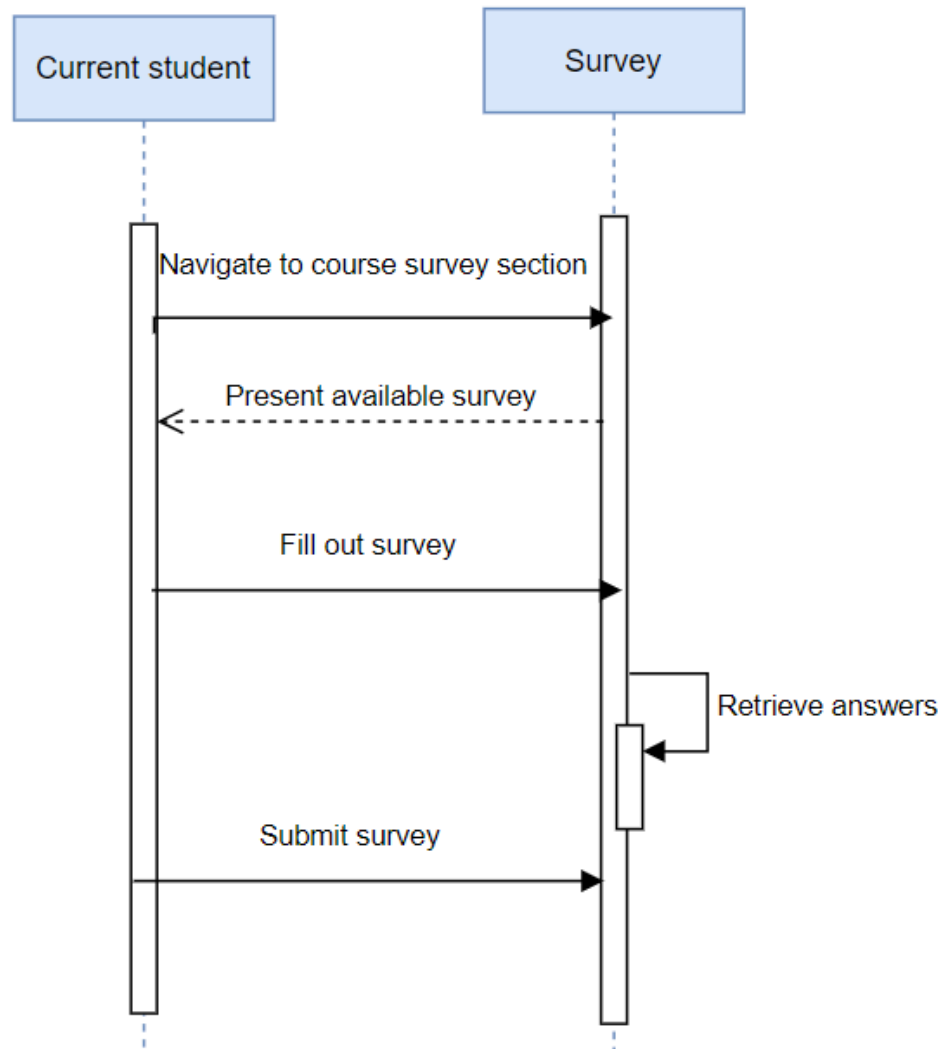 Current student
Survey
Navigate to course survey section
Present available survey
Fill out survey
Retrieve answers
Submit survey